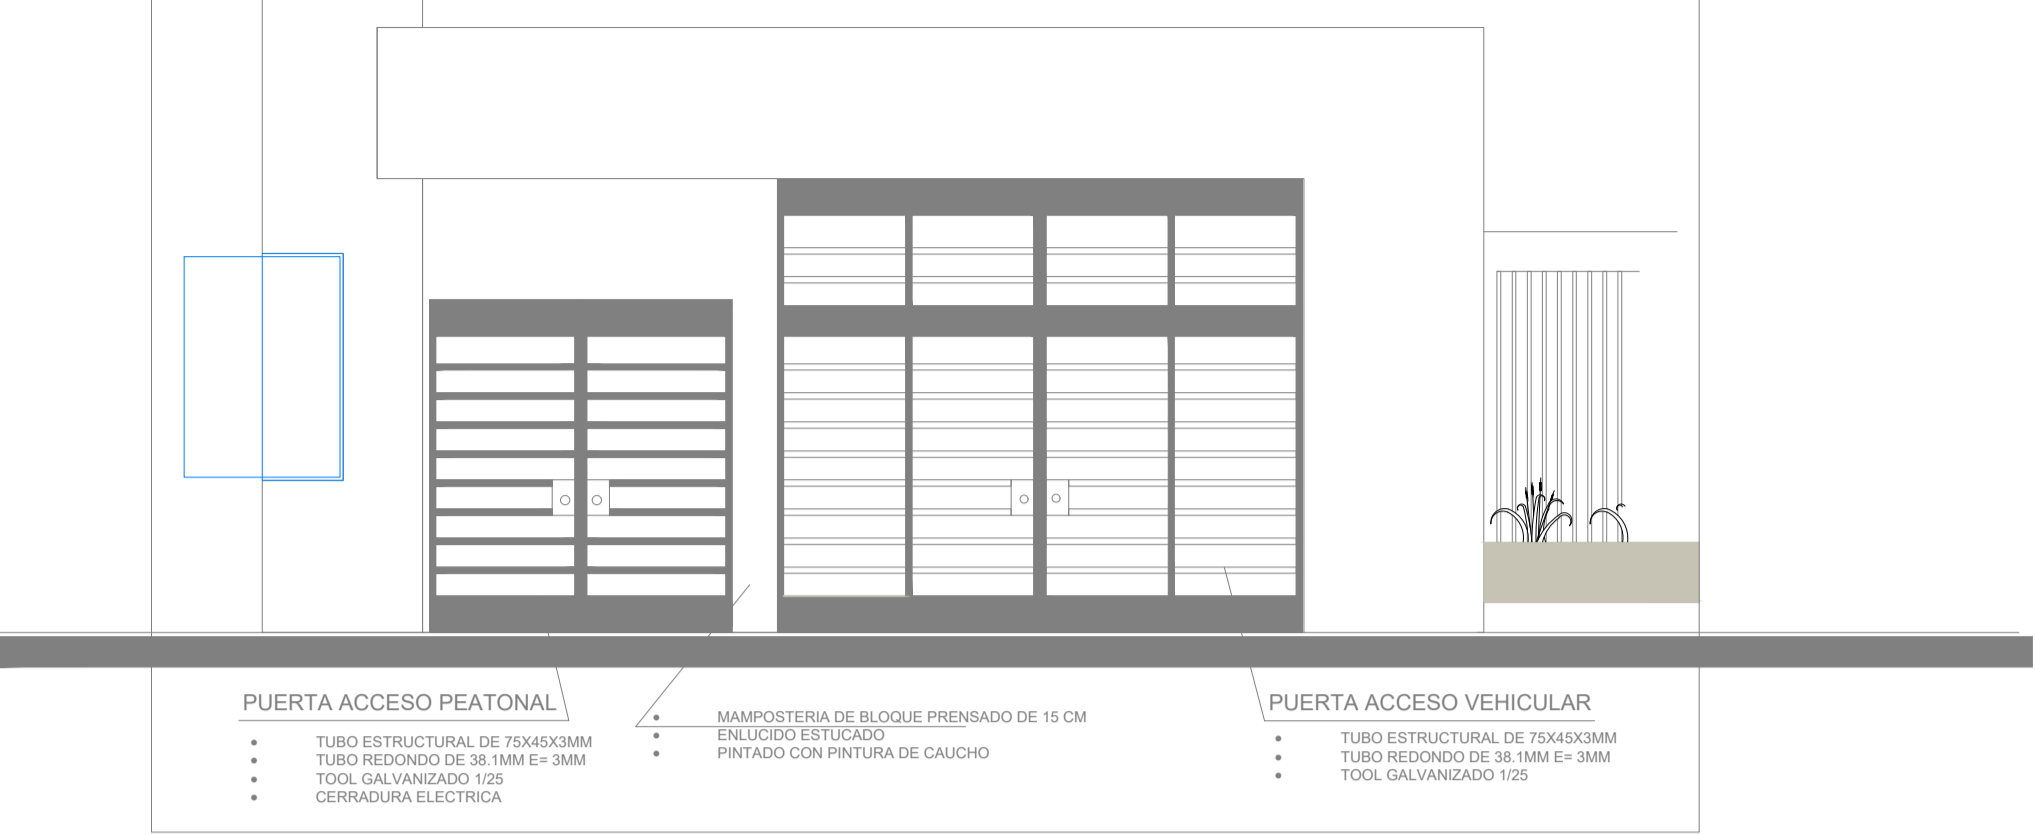 PUERTA ACCESO PEATONAL
• TUBO ESTRUCTURAL DE 75X45X3MM
• TUBO REDONDO DE 38.1MM E= 3MM
• TOOL GALVANIZADO 1/25
• CERRADURA ELECTRICA
• MAMPOSTERIA DE BLOQUE PRENSADO DE 15 CM
• ENLUCIDO ESTUCADO
• PINTADO CON PINTURA DE CAUCHO
PUERTA ACCESO VEHICULAR
• TUBO ESTRUCTURAL DE 75X45X3MM
• TUBO REDONDO DE 38.1MM E= 3MM
• TOOL GALVANIZADO 1/25